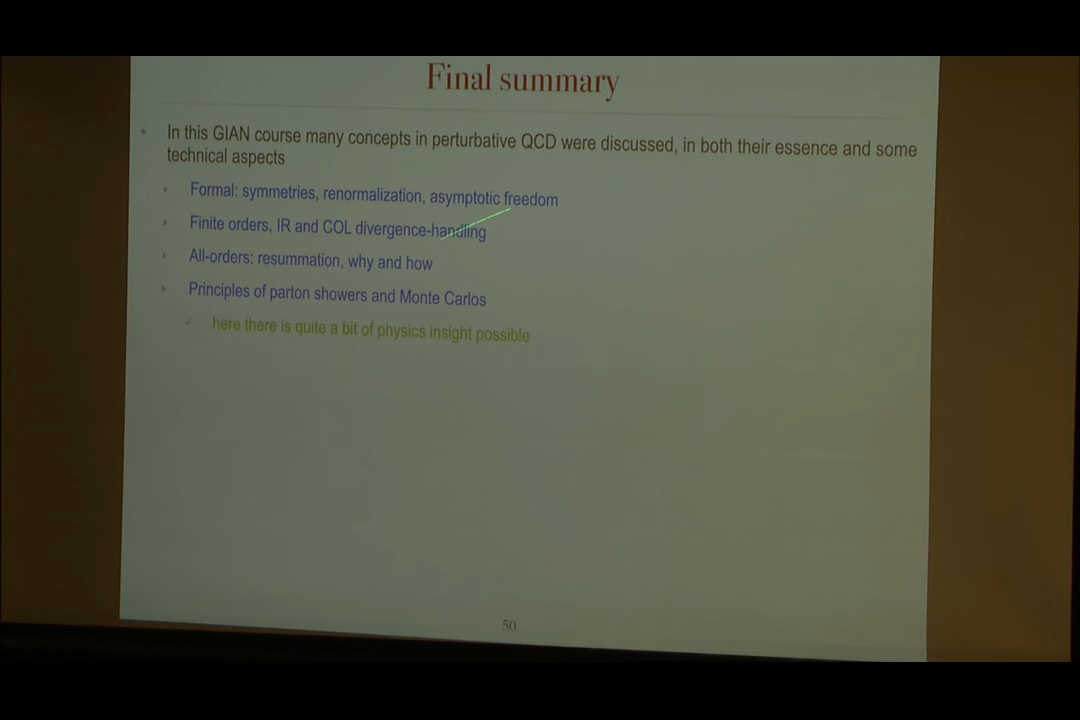 Final summary
In this GIAN course many concepts in perturbative QCD were discussed, in both their essence and some
technical aspects
Formal: symmetries, renormalization, asymptotic freedom
Finite orders, IR and COL divergence-handling
All-orders: resummation, why and how
Principles of parton showers and Monte Carlos
here there is quite a bit of physics insight possible
50